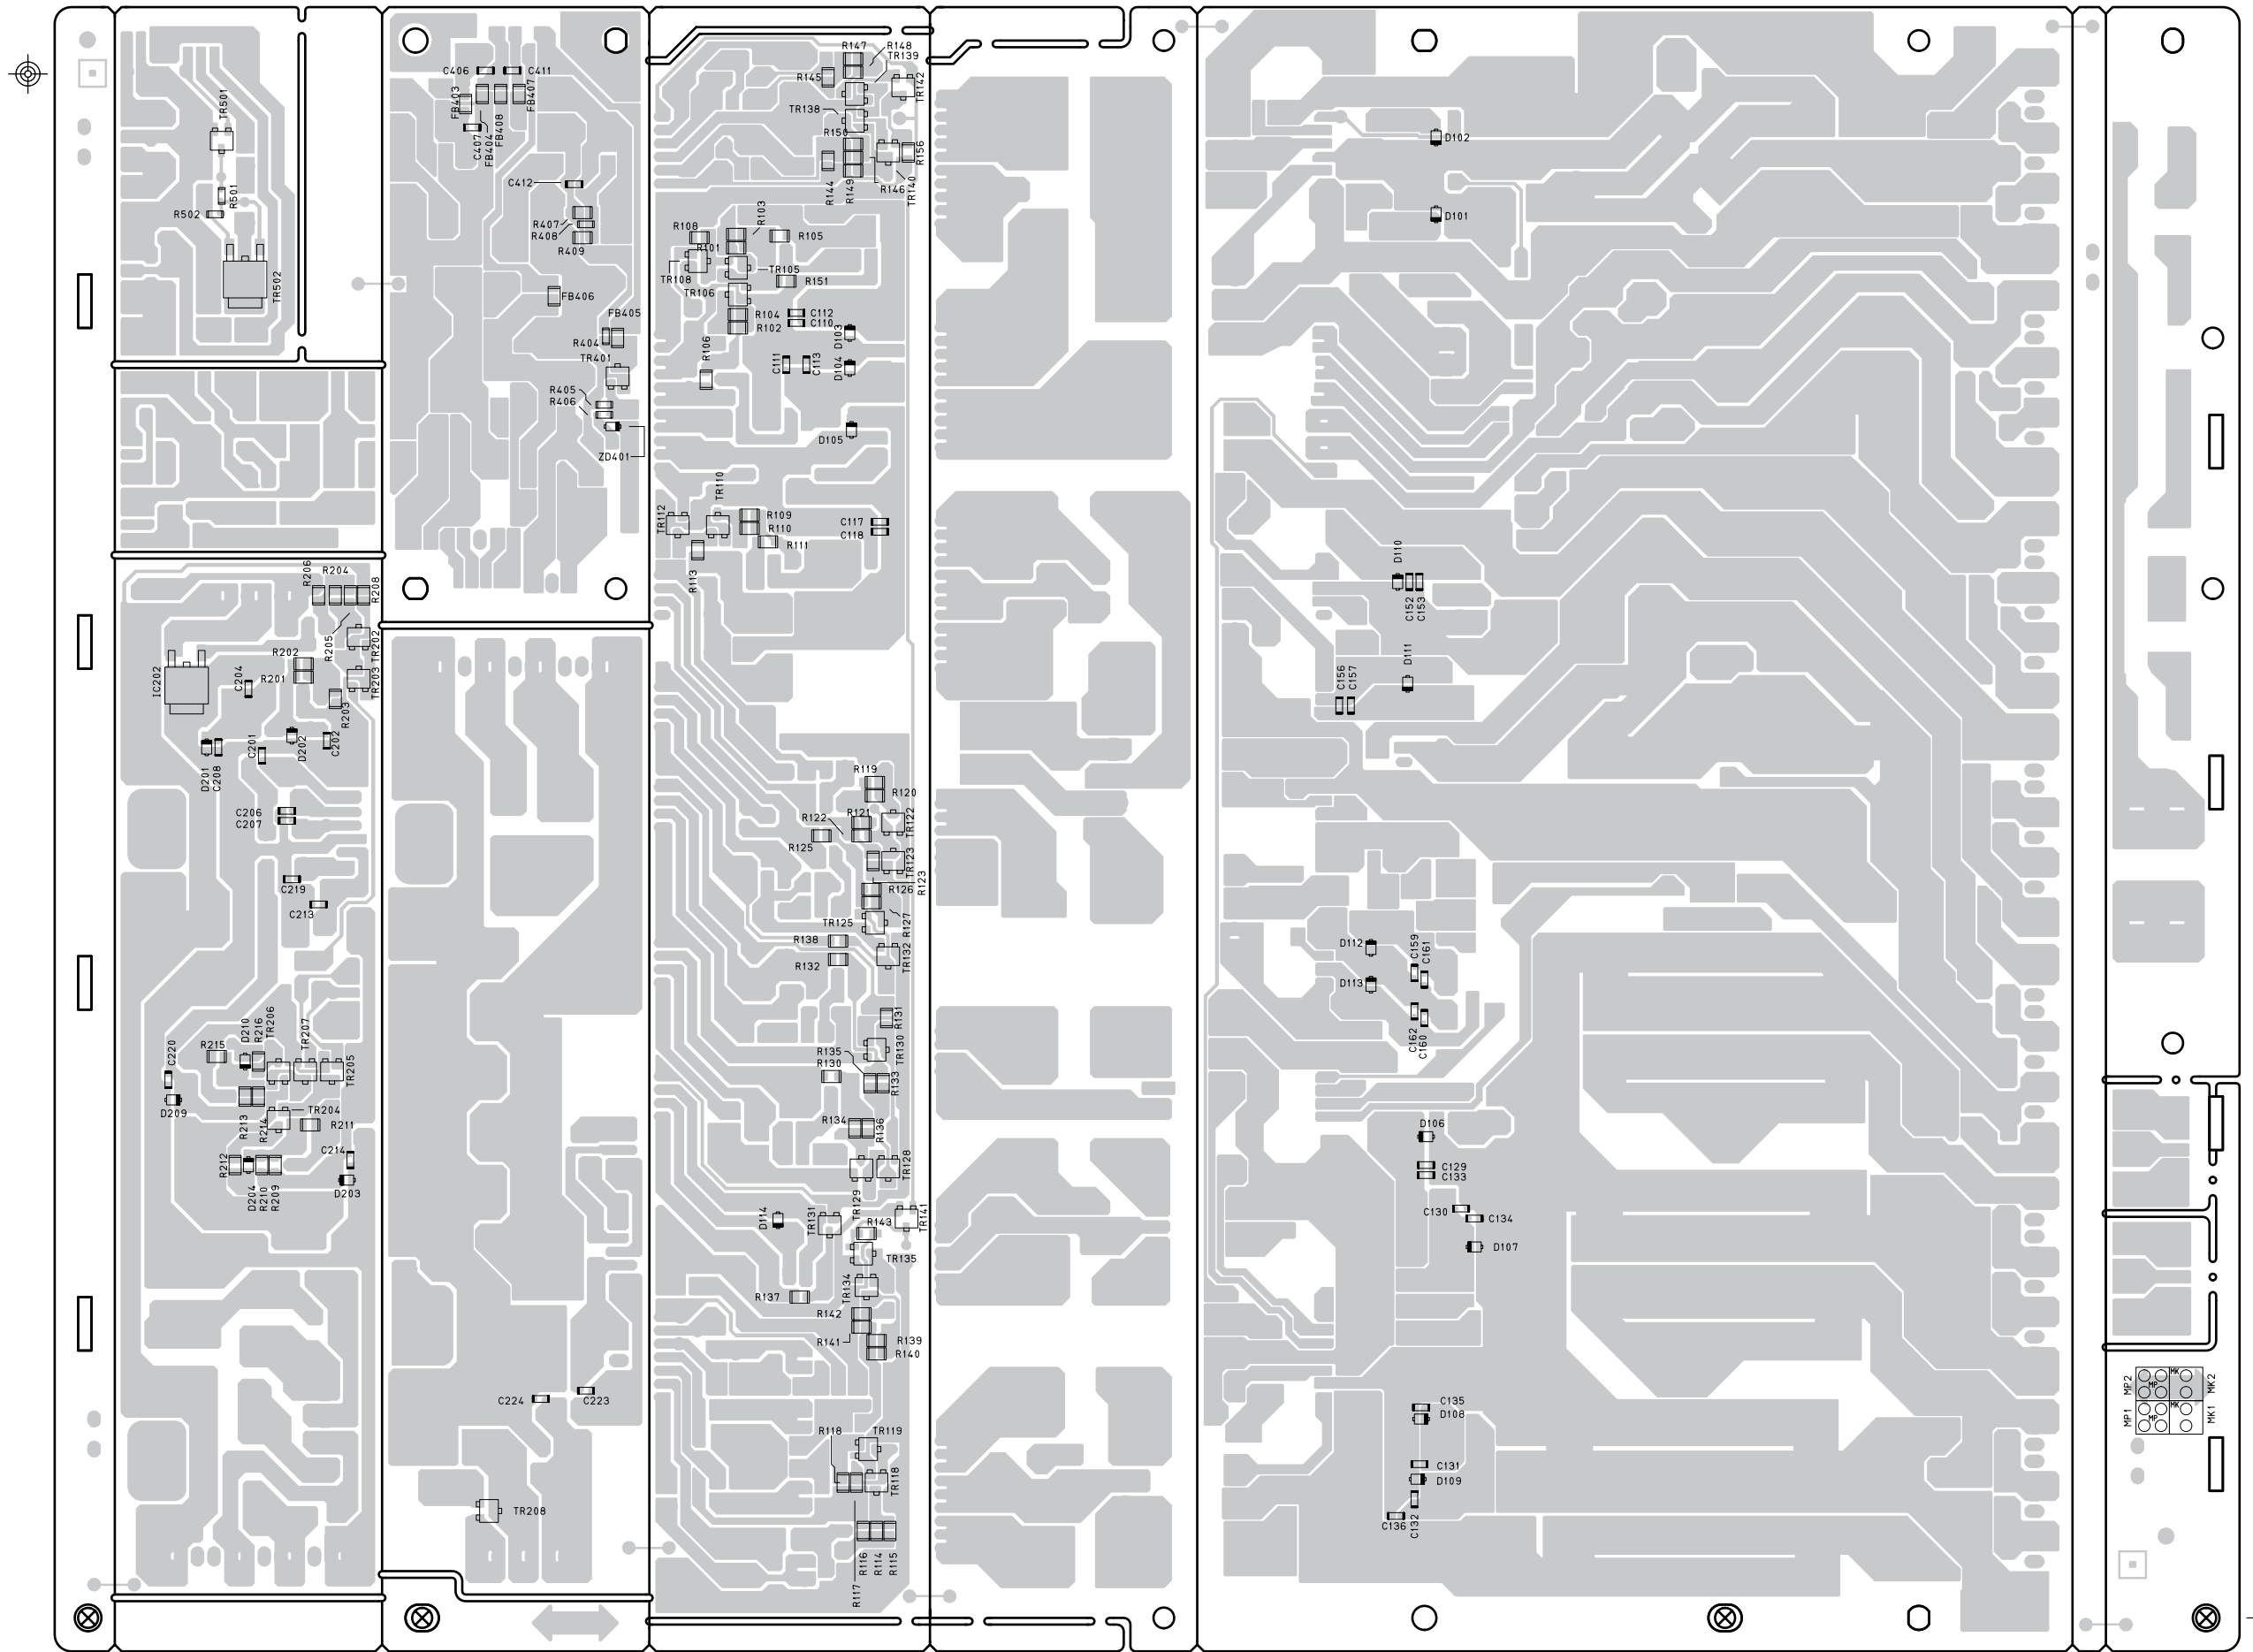 TR501
R501
R502
TR502
C406
C411
FB403
FB407
C407
FB404
FB408
C412
R407
R408
R409
FB406
FB405
R404
TR401
R405
R406
ZD401
R147
R148
TR139
R145
TR142
TR138
R150
R156
R144
R149
R146
TR140
R103
R108
R101
R105
TR108
TR105
TR106
R151
R104
R102
C112
C110
D103
R106
C111
C113
D104
D105
TR110
TR112
R109
R110
R111
C117
C118
R113
D102
D101
D110
C152
C153
D111
C156
C157
R206
R204
R208
R205
TR202
R202
R201
TR203
IC202
C204
R203
C201
D202
C202
D201
C208
C206
C207
C219
C213
R119
R120
R121
R122
TR122
R125
TR123
R123
R126
R127
TR125
R138
TR132
R132
R131
D112
C159
C161
D113
C162
C160
D210
R216
TR206
TR207
C220
R215
TR205
D209
R213
R214
TR204
R211
R212
C214
D204
R210
R209
D203
R135
R130
TR130
R133
R134
R136
TR128
TR129
D114
TR131
R143
TR141
TR135
TR134
R137
R142
R141
R139
R140
D106
C129
C133
C130
C134
D107
C224
C223
C135
D108
C131
D109
C136
C132
R118
TR119
TR118
TR208
R116
R114
R115
R117
MP2
MP
MK
MK2
MP1
MP
MK
MK1